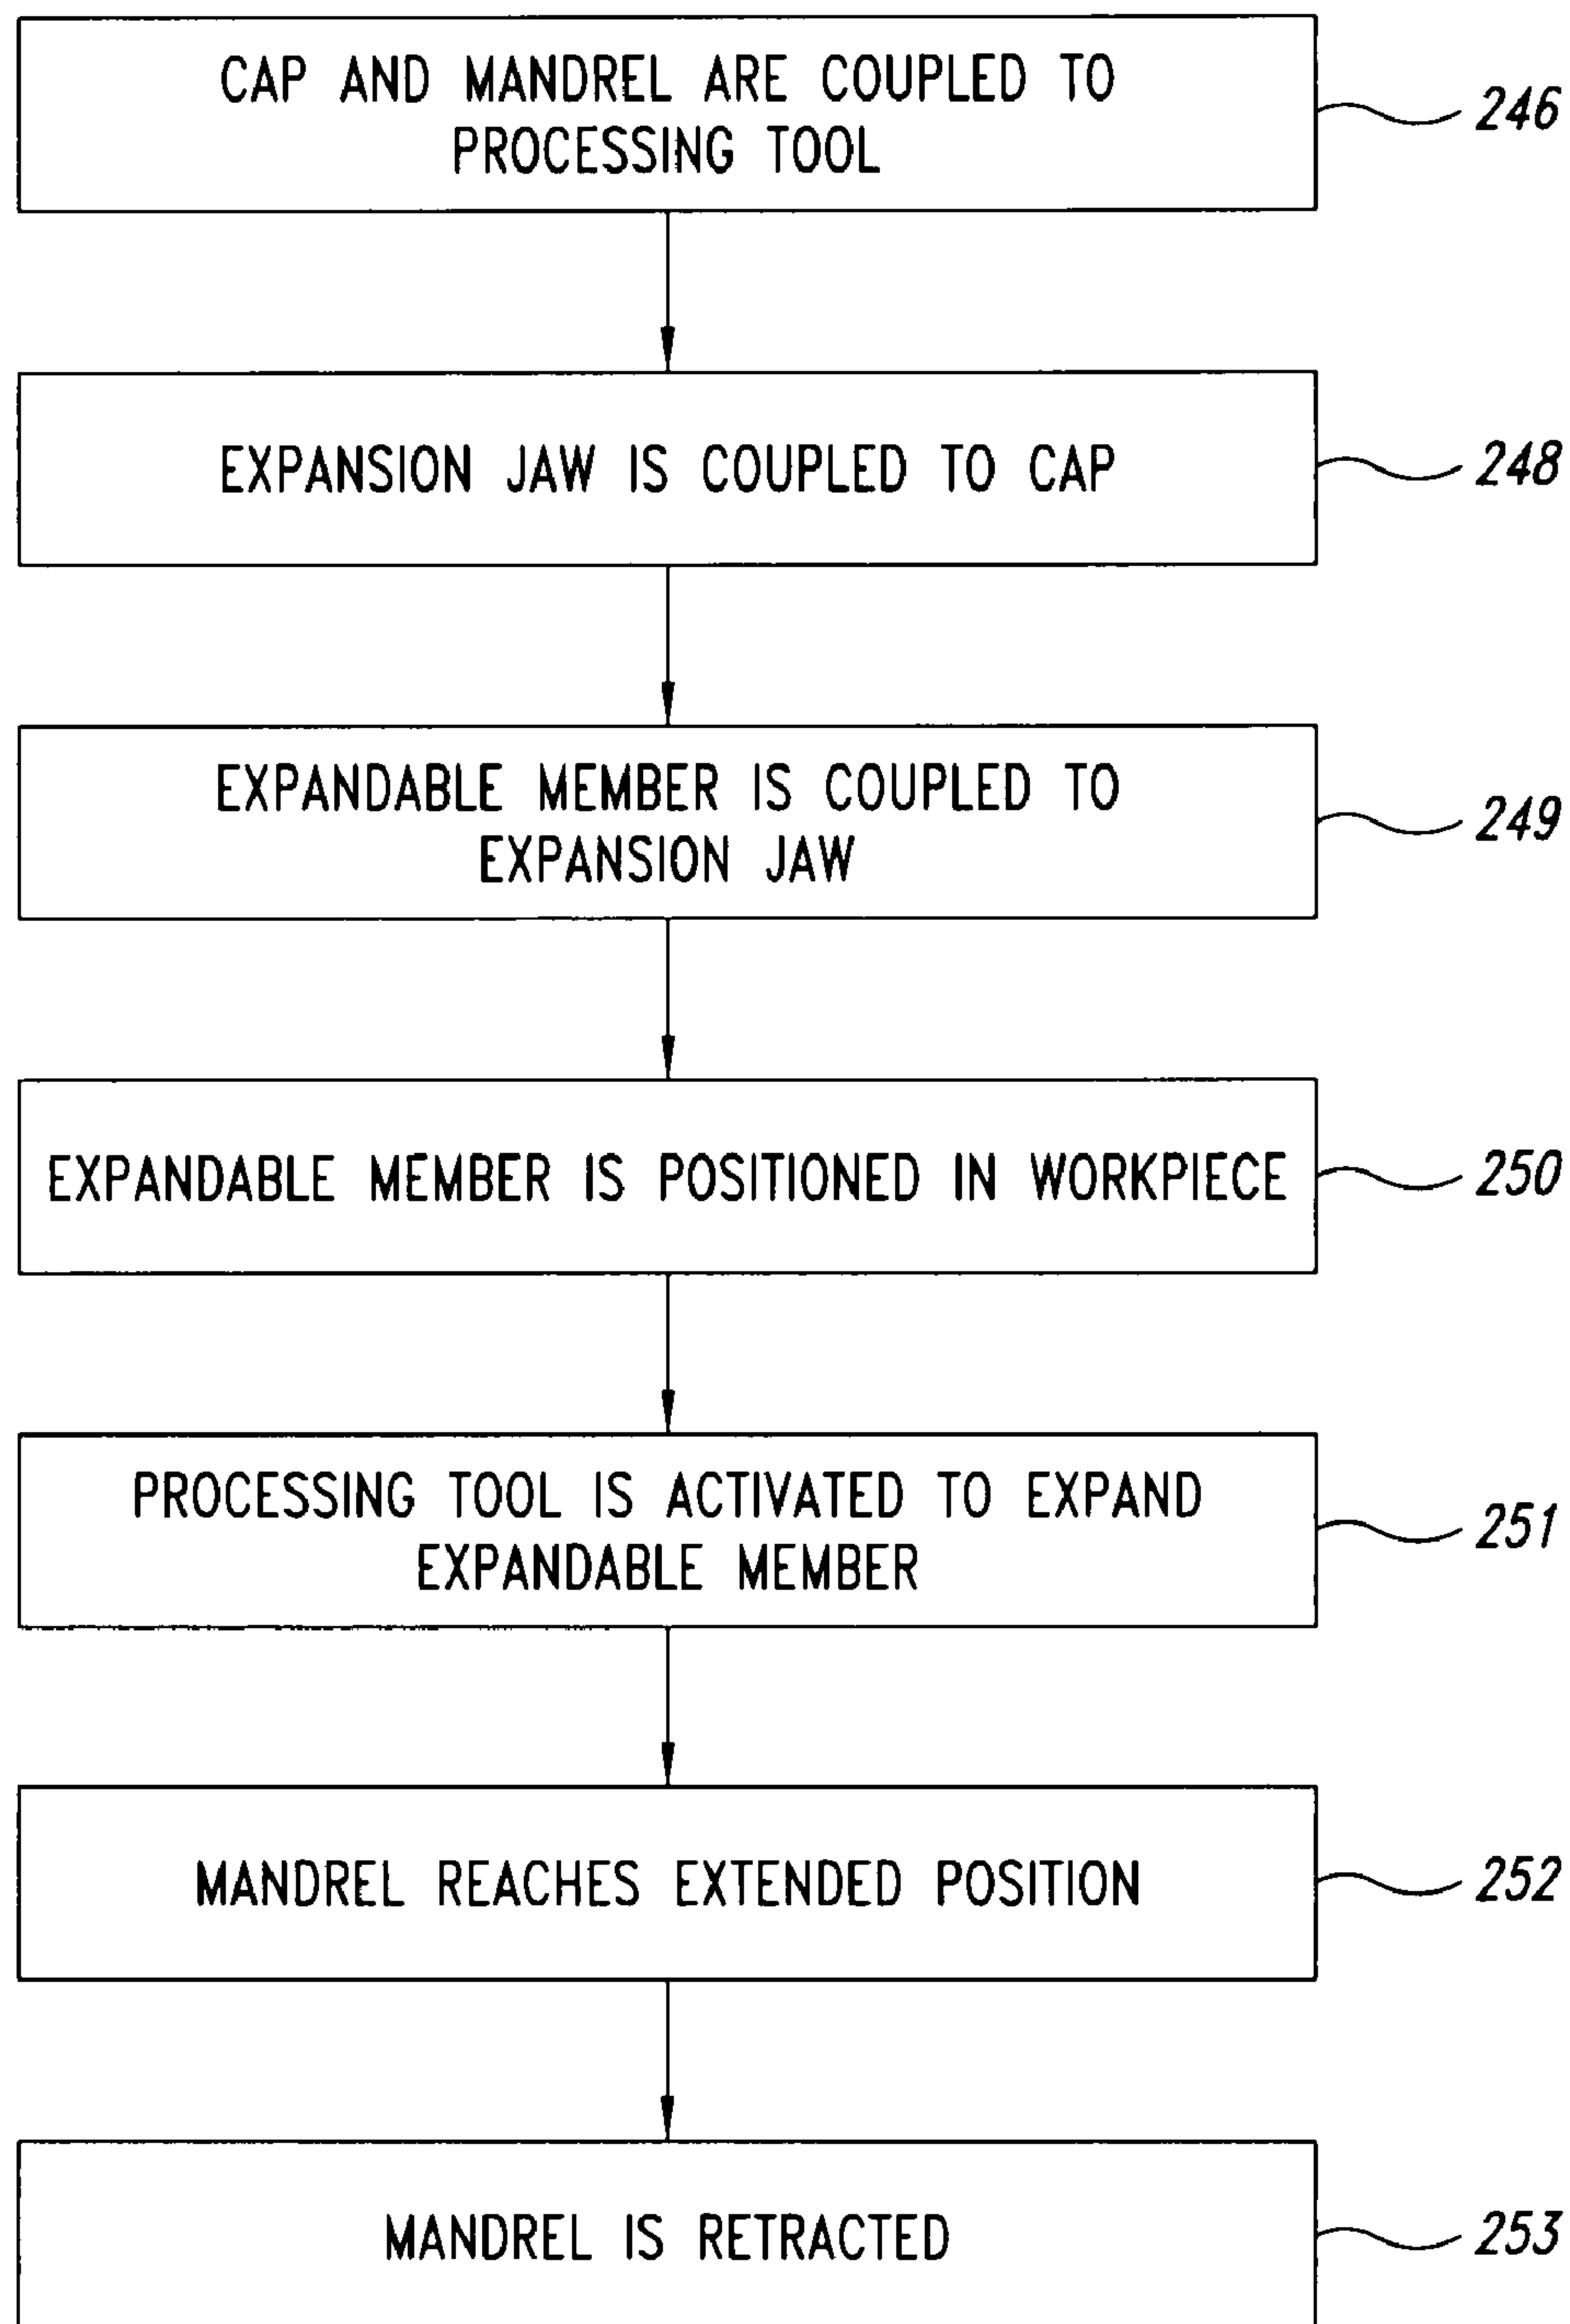 CAP AND MANDREL ARE COUPLED TO
PROCESSING TOOL
246
EXPANSION JAW IS COUPLED TO CAP
248
EXPANDABLE MEMBER IS COUPLED TO
EXPANSION JAW
249
EXPANDABLE MEMBER IS POSITIONED IN WORKPIECE
250
PROCESSING TOOL IS ACTIVATED TO EXPAND
EXPANDABLE MEMBER
251
MANDREL REACHES EXTENDED POSITION
252
MANDREL IS RETRACTED
253